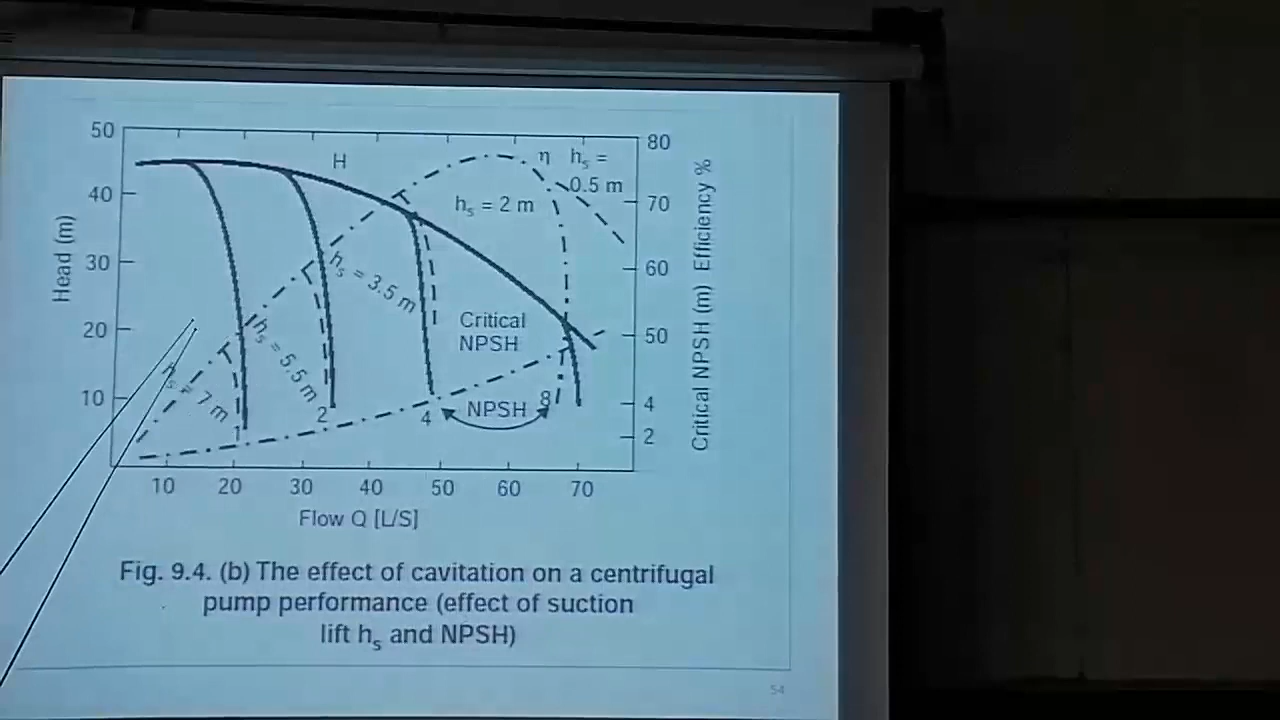 50
40
30
20
10
Head (m)
H
η
h_s =
0.5 m
h_s = 2 m
h_s = 3.5 m
h_s = 5.5 m
h_s = 7 m
Critical
NPSH
NPSH
1
2
4
8
80
70
60
50
4
2
Critical NPSH (m) Efficiency %
10 20 30 40 50 60 70
Flow Q [L/S]
Fig. 9.4. (b) The effect of cavitation on a centrifugal
pump performance (effect of suction
lift h_s and NPSH)
54